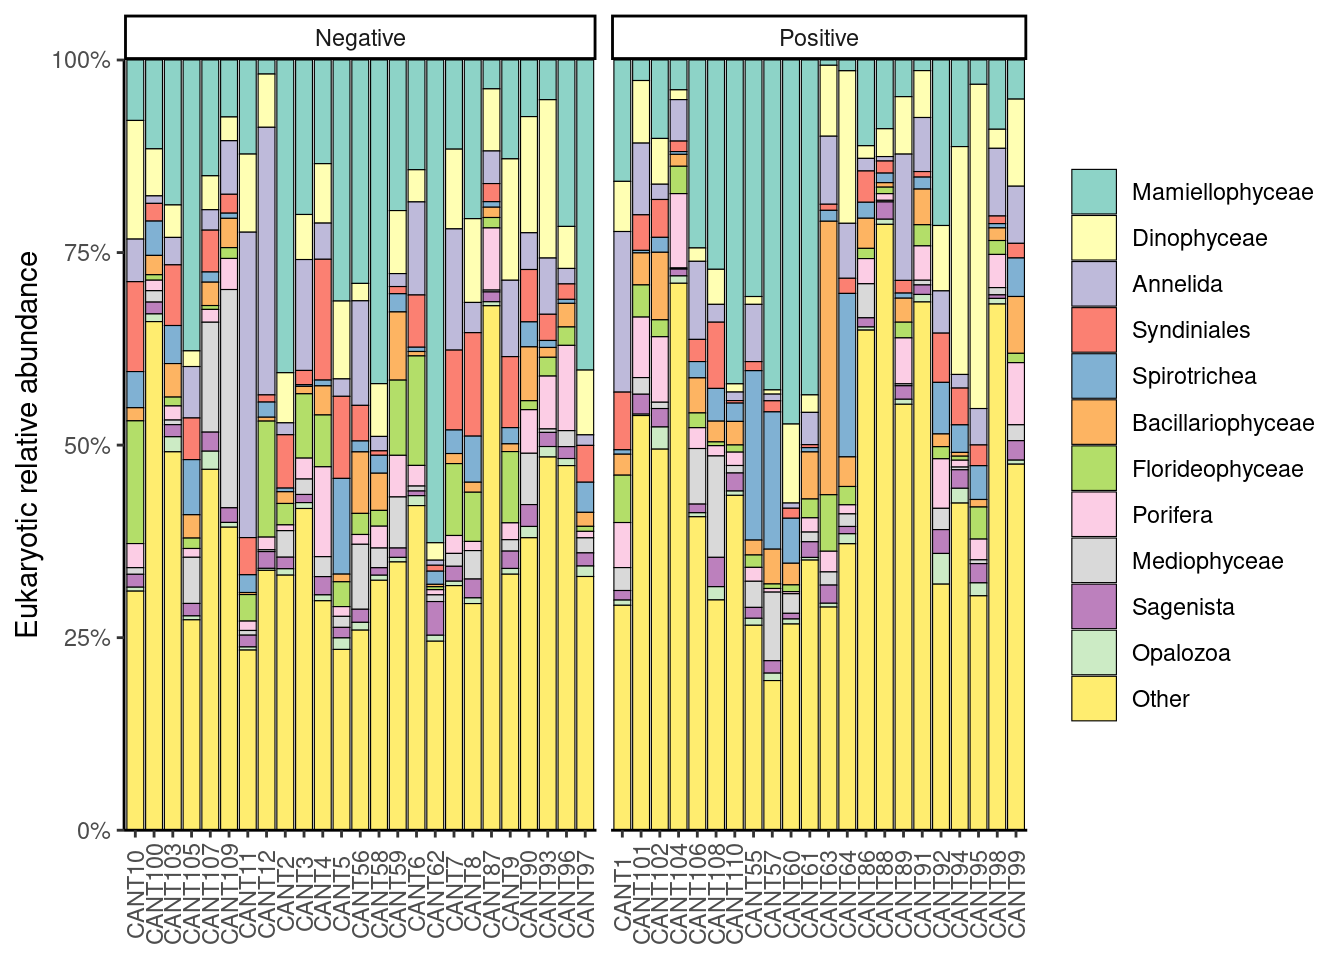 Negative
Positive
Eukaryotic relative abundance
100%
75%
50%
25%
0%
CANT10
CANT100
CANT103
CANT105
CANT107
CANT109
CANT11
CANT12
CANT2
CANT3
CANT4
CANT5
CANT56
CANT58
CANT59
CANT6
CANT62
CANT7
CANT8
CANT87
CANT9
CANT90
CANT93
CANT96
CANT97
CANT1
CANT101
CANT102
CANT104
CANT106
CANT108
CANT110
CANT55
CANT57
CANT60
CANT61
CANT63
CANT64
CANT86
CANT88
CANT89
CANT91
CANT92
CANT94
CANT95
CANT98
CANT99
Mamiellophyceae
Dinophyceae
Annelida
Syndiniales
Spirotrichea
Bacillariophyceae
Florideophyceae
Porifera
Mediophyceae
Sagenista
Opalozoa
Other